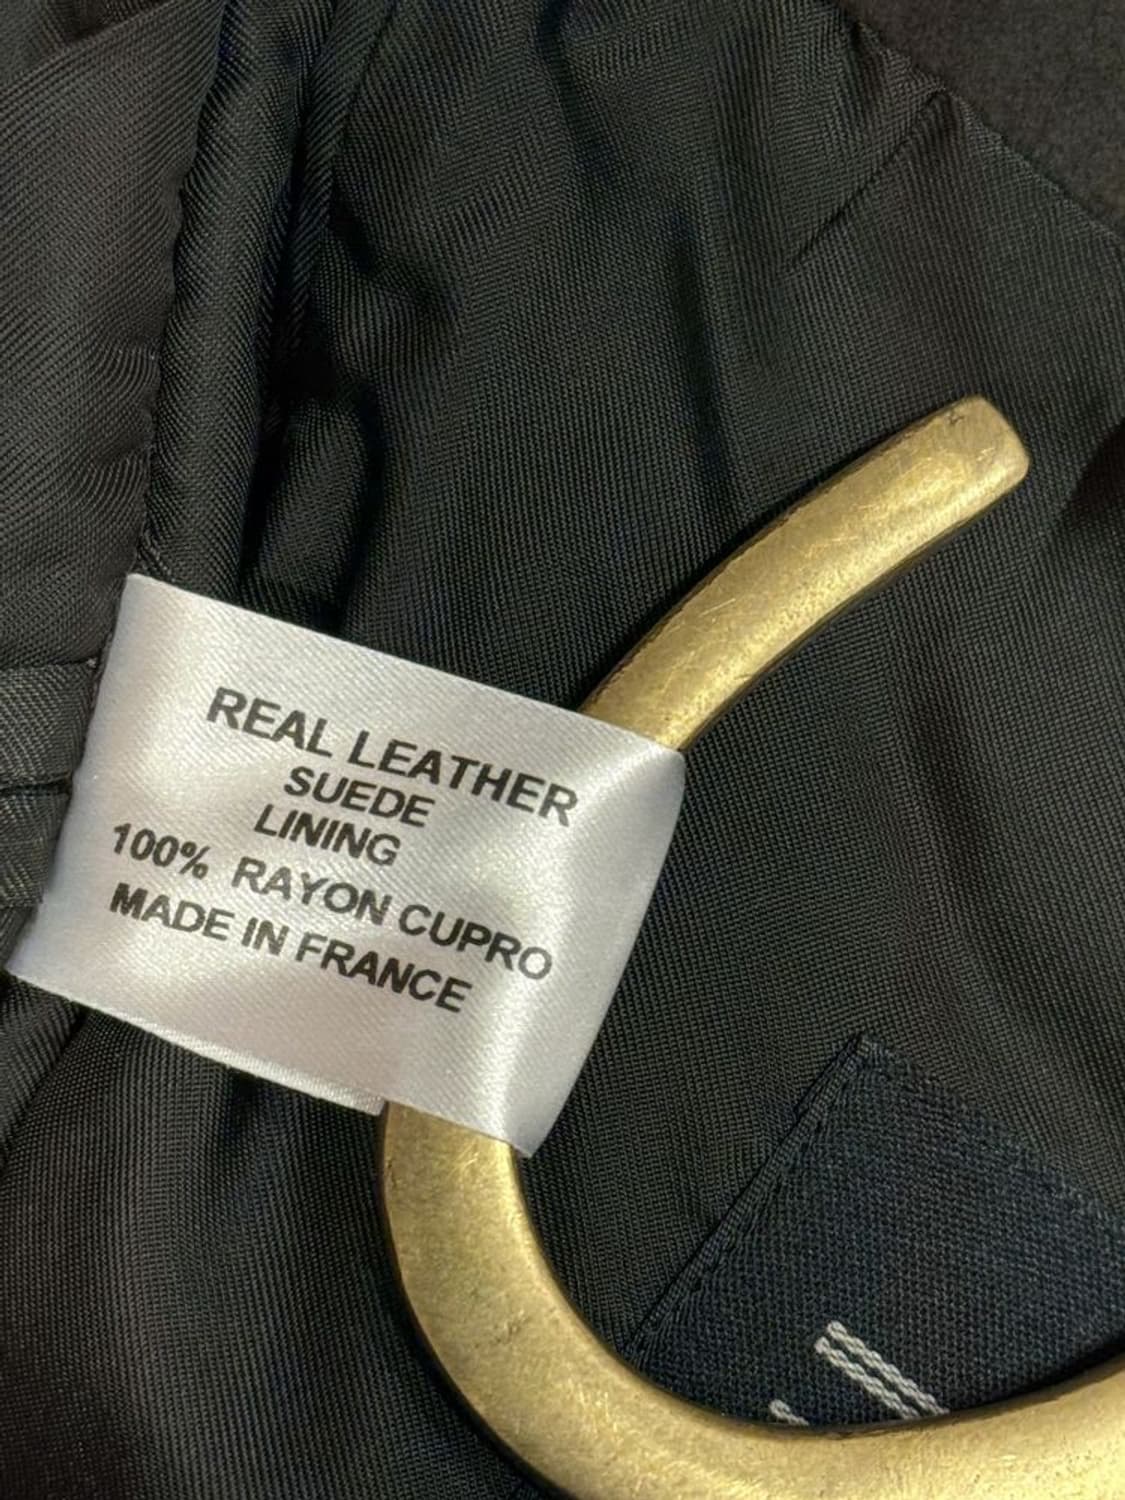 REAL LEATHER
SUEDE
LINING
100% RAYON CUPRO
MADE IN FRANCE